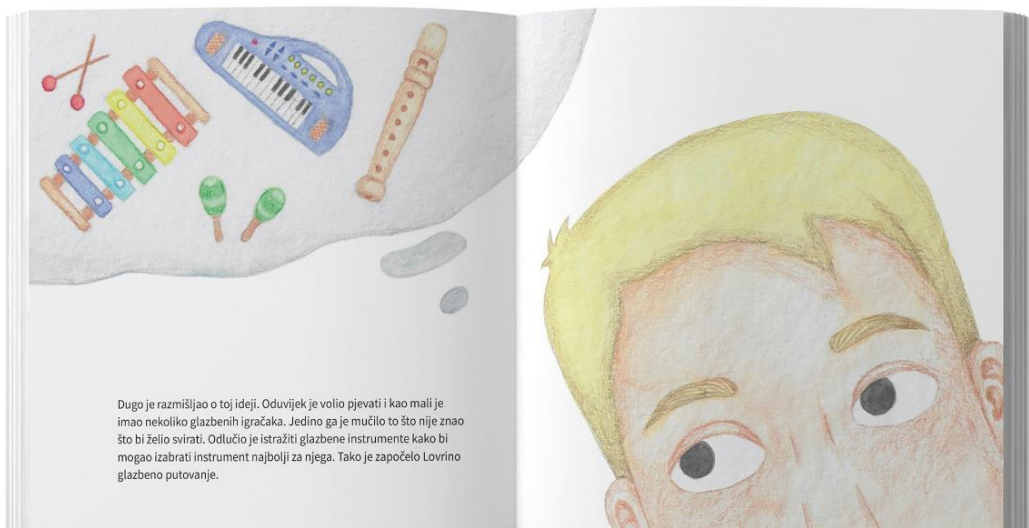 Dugo je razmišljao o toj ideji. Oduvijek je volio pjevati i kao mali je
imao nekoliko glazbenih igračaka. Jedino ga je mučilo to što nije znao
što bi želio svirati. Odlučio je istražiti glazbene instrumente kako bi
mogao izabrati instrument najbolji za njega. Tako je započelo Lovrino
glazbeno putovanje.